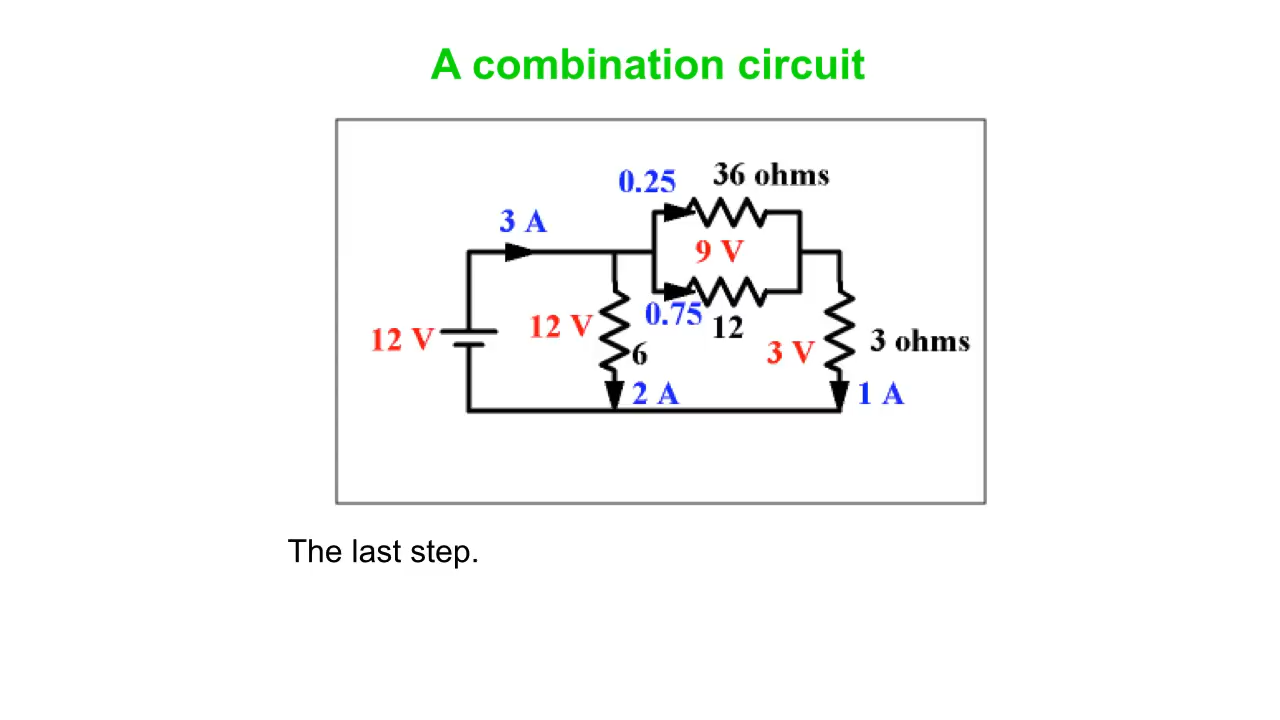 A combination circuit
0.25
36 ohms
3 A
9 V
12 V
12 V
0.75
12
6
3 V
3 ohms
2 A
1 A
The last step.